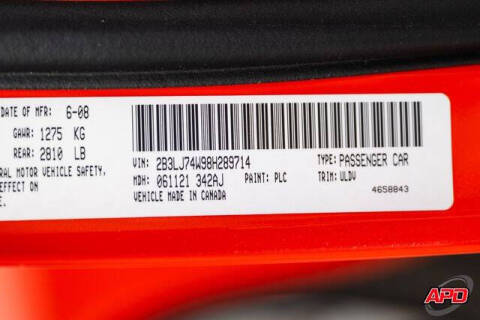 DATE OF MFR: 6-08
GAWR: 1275 KG
REAR: 2810 LB
RAL MOTOR VEHICLE SAFETY,
EFFECT ON
VIN: 2B3LJ74W98H289714 TYPE: PASSENGER CAR
MDH: 061121 342AJ PAINT: PLC TRIM: ULDV
VEHICLE MADE IN CANADA 4658843
APD